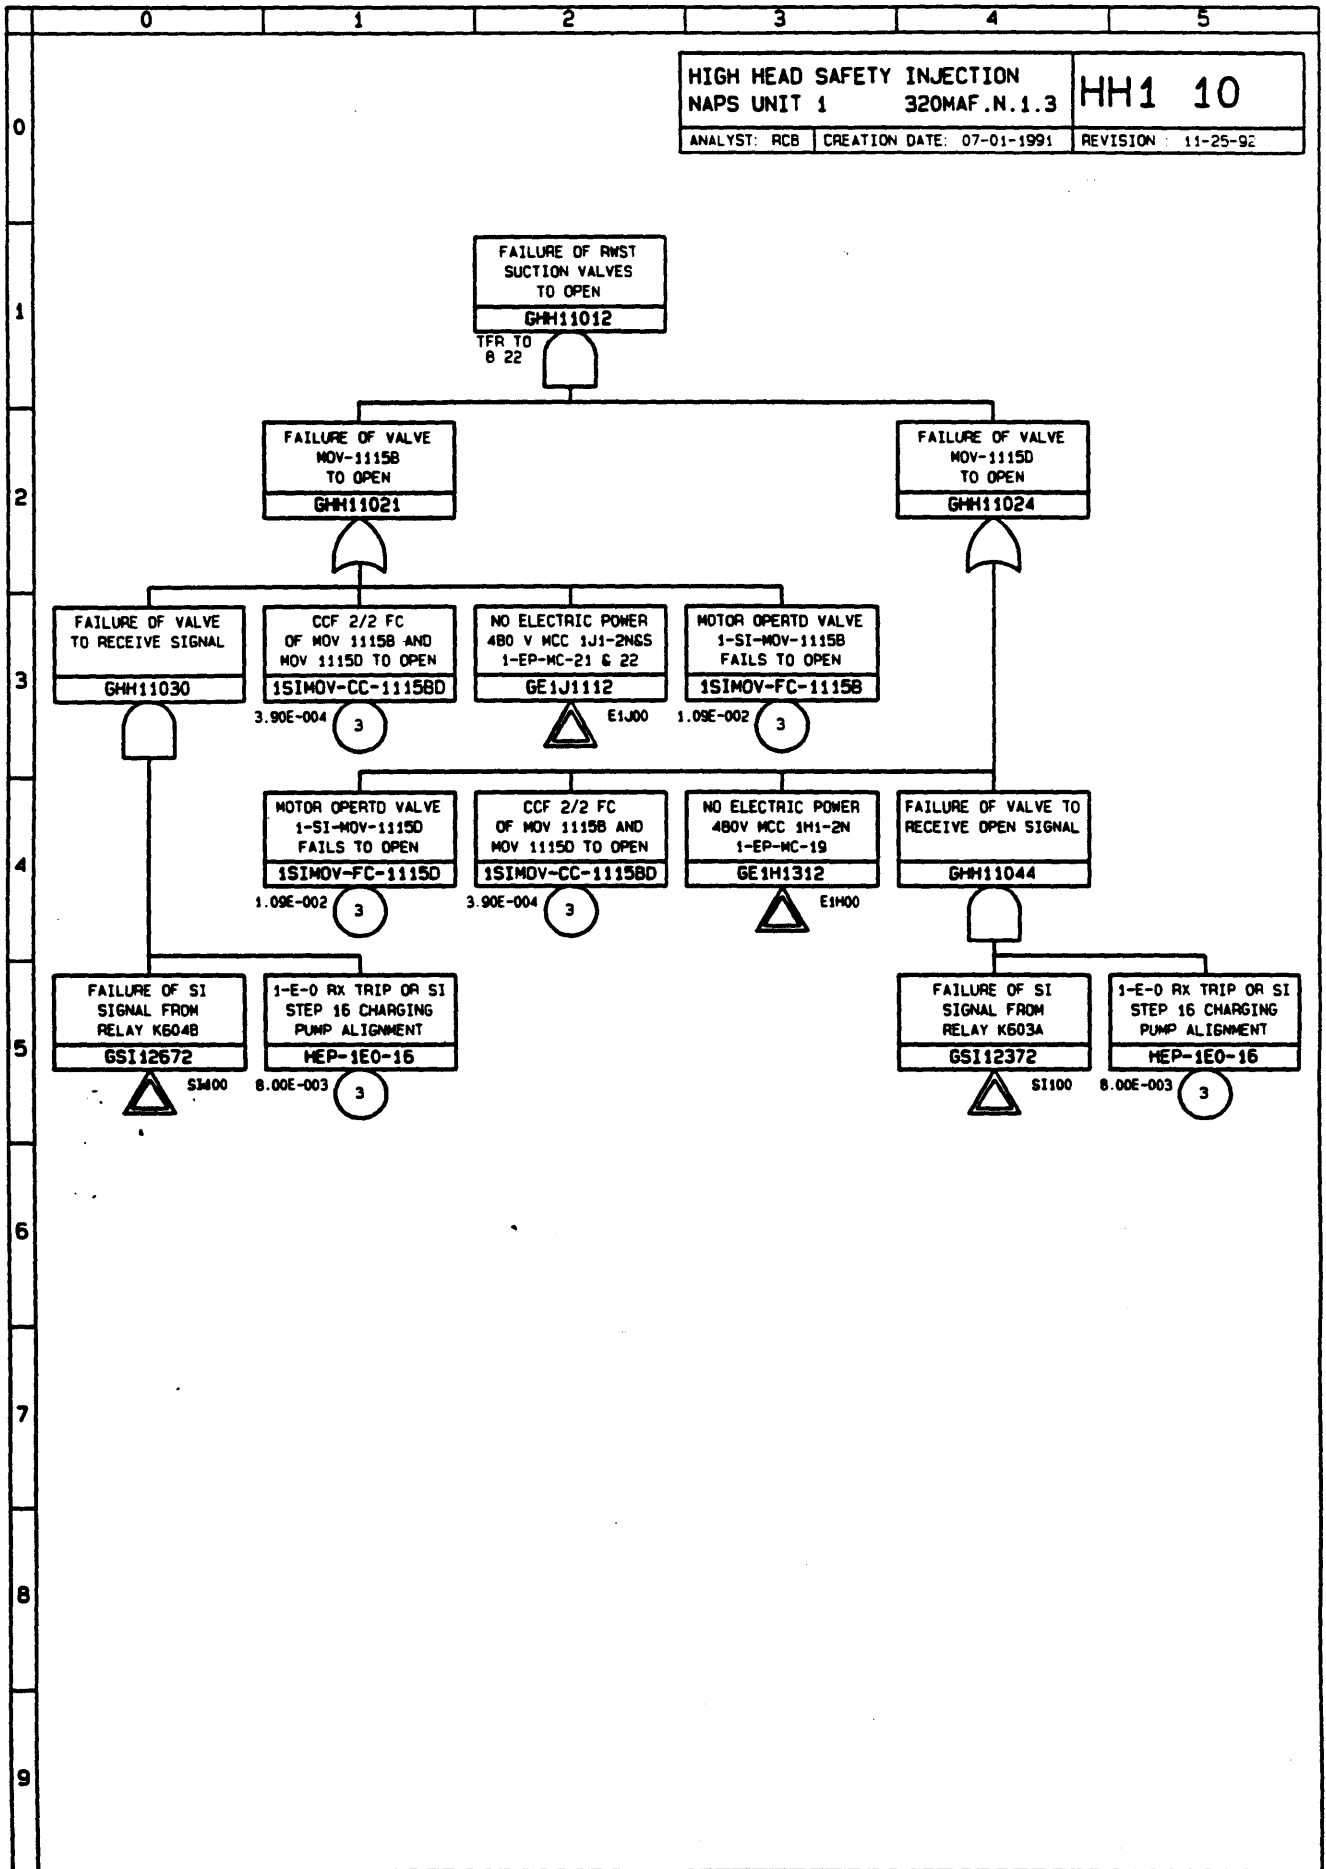 0 1 2 3 4 5
HIGH HEAD SAFETY INJECTION
NAPS UNIT 1 320MAF.N.1.3
HH1 10
ANALYST: RCB CREATION DATE: 07-01-1991 REVISION : 11-25-92
0
FAILURE OF RWST
SUCTION VALVES
TO OPEN
GHH11012
TFR TO
8 22
1
FAILURE OF VALVE
MOV-1115B
TO OPEN
GHH11021
FAILURE OF VALVE
MOV-1115D
TO OPEN
GHH11024
2
FAILURE OF VALVE
TO RECEIVE SIGNAL
GHH11030
CCF 2/2 FC
OF MOV 1115B AND
MOV 1115D TO OPEN
1SIMOV-CC-1115BD
3.90E-004
3
NO ELECTRIC POWER
480 V MCC 1J1-2N&S
1-EP-MC-21 & 22
GE1J1112
E1J00
MOTOR OPERTD VALVE
1-SI-MOV-1115B
FAILS TO OPEN
1SIMOV-FC-1115B
1.09E-002
3
3
MOTOR OPERTD VALVE
1-SI-MOV-1115D
FAILS TO OPEN
1SIMOV-FC-1115D
1.09E-002
3
CCF 2/2 FC
OF MOV 1115B AND
MOV 1115D TO OPEN
1SIMOV-CC-1115BD
3.90E-004
3
NO ELECTRIC POWER
480V MCC 1H1-2N
1-EP-MC-19
GE1H1312
E1H00
FAILURE OF VALVE TO
RECEIVE OPEN SIGNAL
GHH11044
4
FAILURE OF SI
SIGNAL FROM
RELAY K604B
GSI12672
1-E-0 RX TRIP OR SI
STEP 16 CHARGING
PUMP ALIGNMENT
HEP-1E0-16
8.00E-003
3
FAILURE OF SI
SIGNAL FROM
RELAY K603A
GSI12372
SI100
1-E-0 RX TRIP OR SI
STEP 16 CHARGING
PUMP ALIGNMENT
HEP-1E0-16
8.00E-003
3
5
6
7
8
9